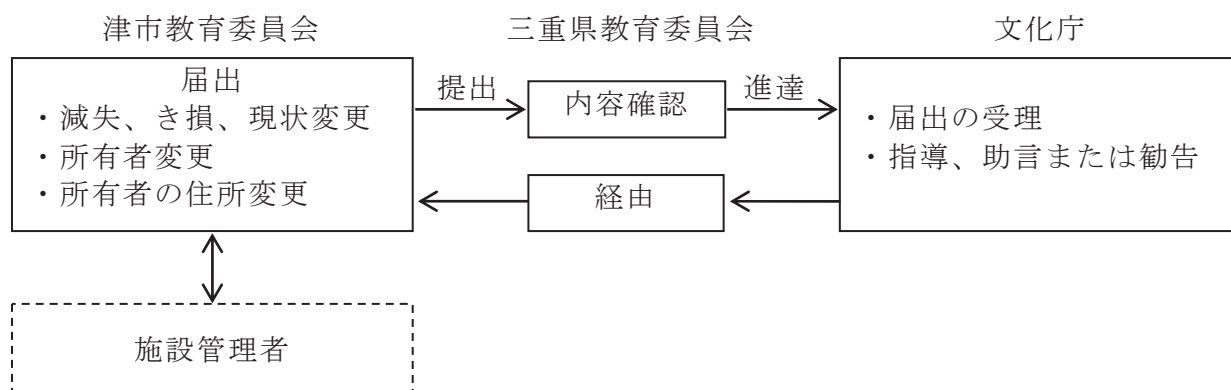 津市教育委員会
三重県教育委員会
文化庁
届出
・減失、き損、現状変更
・所有者変更
・所有者の住所変更
提出
内容確認
進達
・届出の受理
・指導、助言または勧告
経由
施設管理者